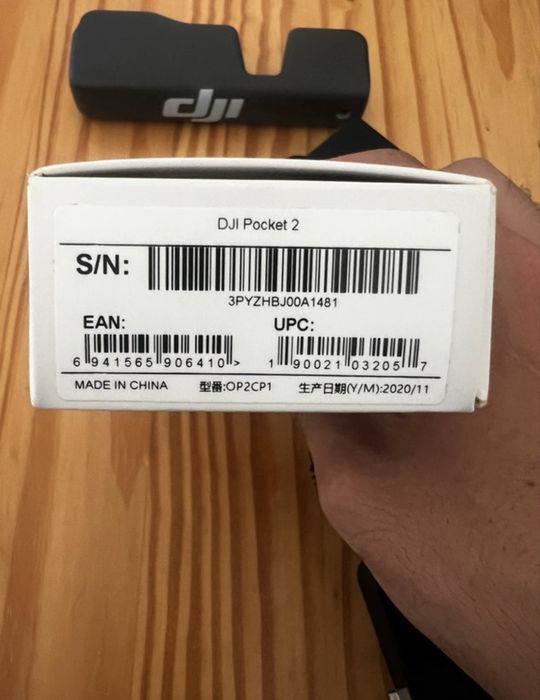 dji
DJI Pocket 2
S/N:
3PYZHBJ00A1481
EAN: UPC:
6 941565 906410 > 1 90021 03205 7
MADE IN CHINA 型番:OP2CP1 生产日期(Y/M):2020/11